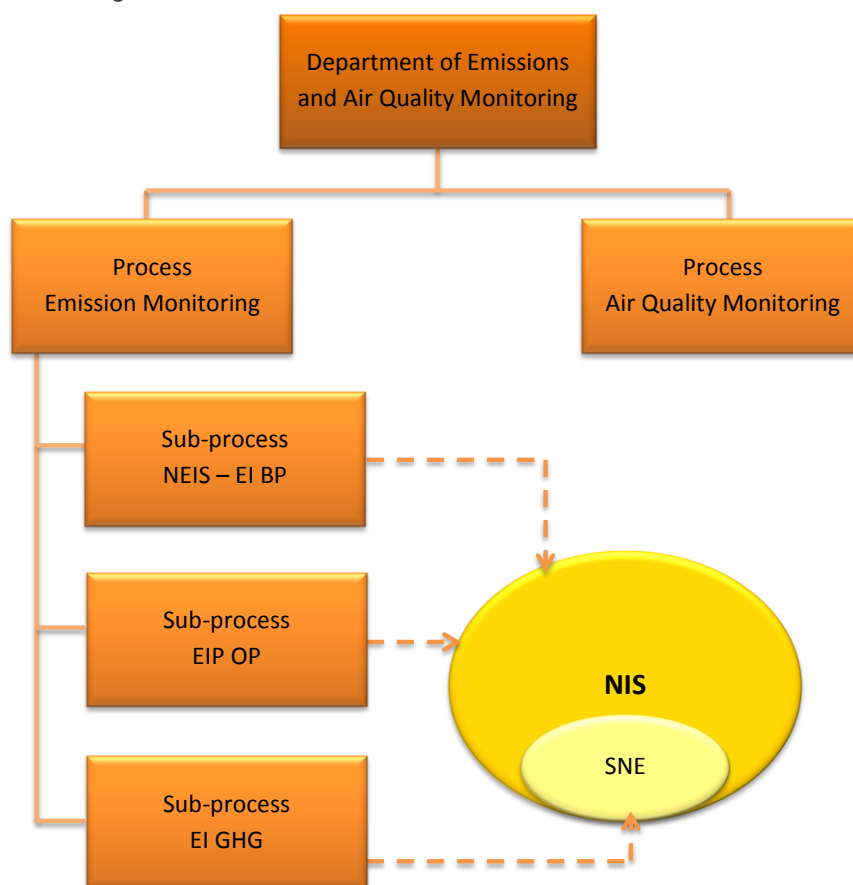 Department of Emissions
and Air Quality Monitoring
Process
Emission Monitoring
Process
Air Quality Monitoring
Sub-process
NEIS – EI BP
Sub-process
EIP OP
NIS
SNE
Sub-process
EI GHG